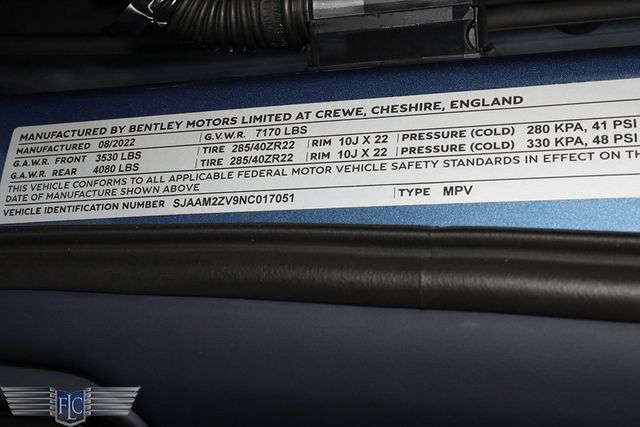 MANUFACTURED BY BENTLEY MOTORS LIMITED AT CREWE, CHESHIRE, ENGLAND
MANUFACTURED 08/2022 G.V.W.R. 7170 LBS
G.A.W.R. FRONT 3530 LBS TIRE 285/40ZR22 RIM 10J X 22 PRESSURE (COLD) 280 KPA, 41 PSI
G.A.W.R. REAR 4080 LBS TIRE 285/40ZR22 RIM 10J X 22 PRESSURE (COLD) 330 KPA, 48 PSI
THIS VEHICLE CONFORMS TO ALL APPLICABLE FEDERAL MOTOR VEHICLE SAFETY STANDARDS IN EFFECT ON THE
DATE OF MANUFACTURE SHOWN ABOVE
VEHICLE IDENTIFICATION NUMBER SJAAM2ZV9NC017051 TYPE MPV
FLC